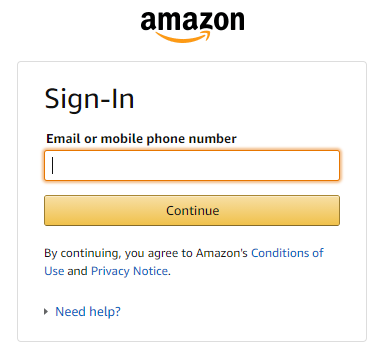 amazon
Sign-In
Email or mobile phone number
Continue
By continuing, you agree to Amazon's Conditions of
Use and Privacy Notice.
Need help?